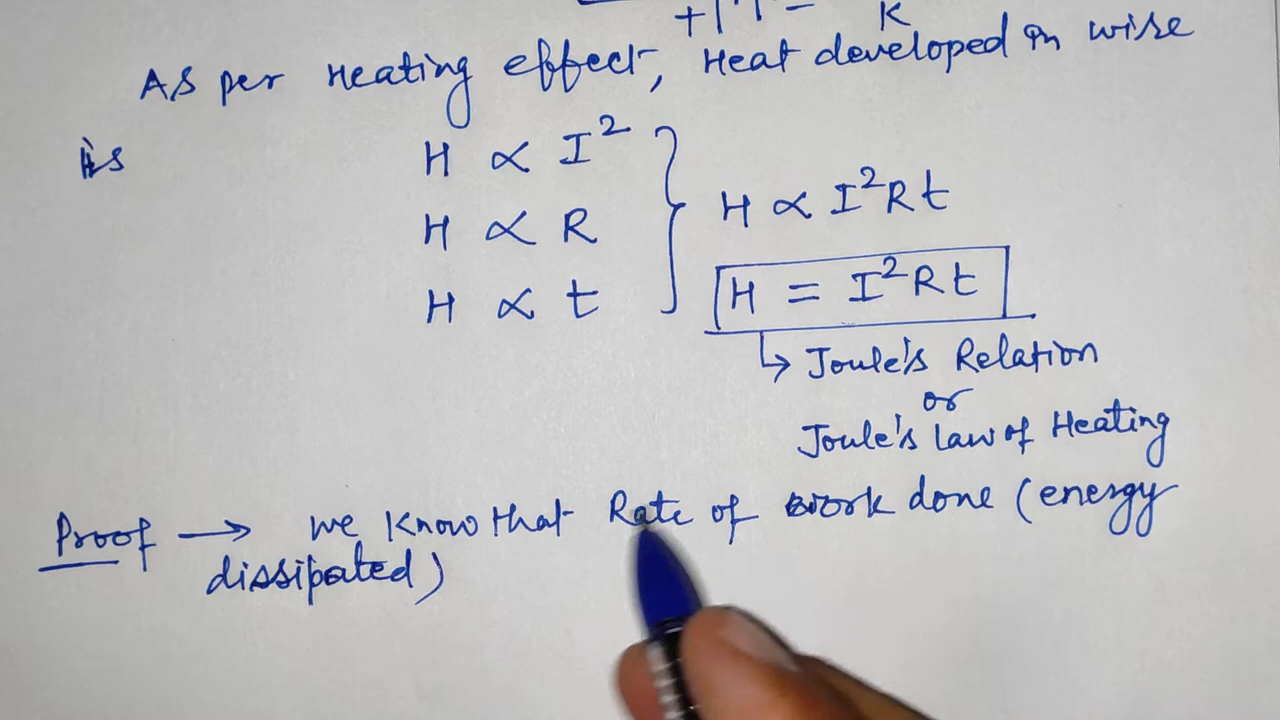 K
As per Heating effect, Heat developed in wire
is
H ∝ I²
H ∝ R
H ∝ t
H ∝ I²Rt
H = I²Rt
↳ Joule's Relation
or
Joule's Law of Heating
Proof → we know that Rate of work done (energy
dissipated)